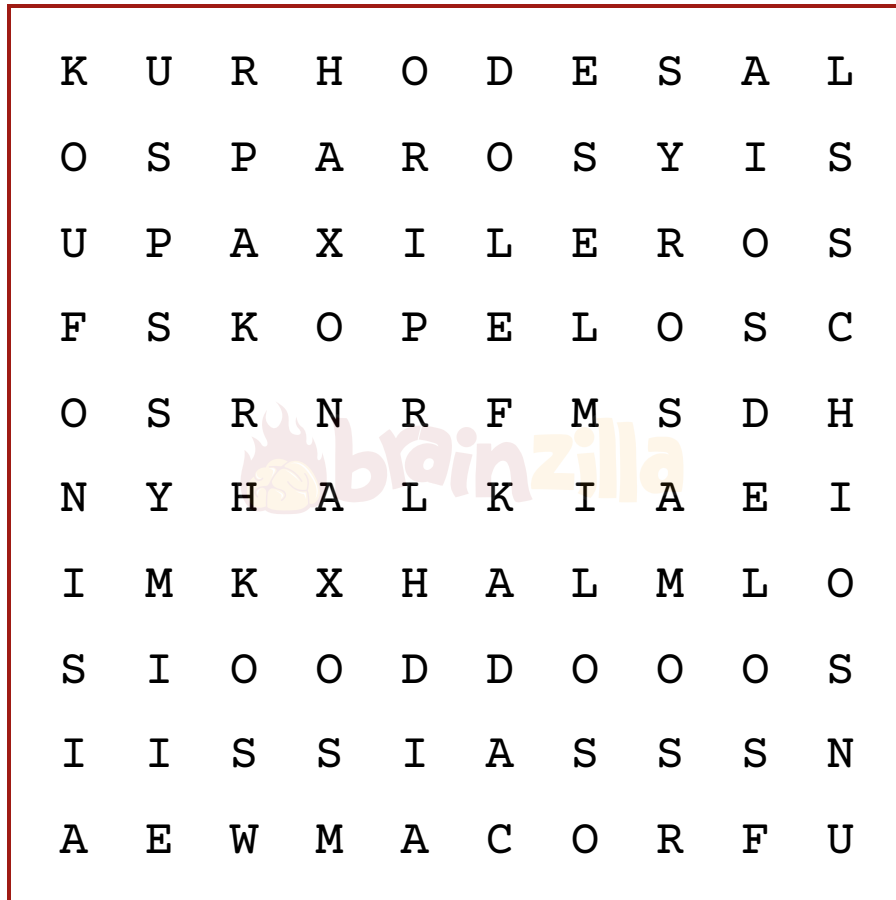 K U R H O D E S A L
O S P A R O S Y I S
U P A X I L E R O S
F S K O P E L O S C
O S R N R F M S D H
N Y H A L K I A E I
I M K X H A L M L O
S I O O D D O O O S
I I S S I A S S S N
A E W M A C O R F U
brainzilla